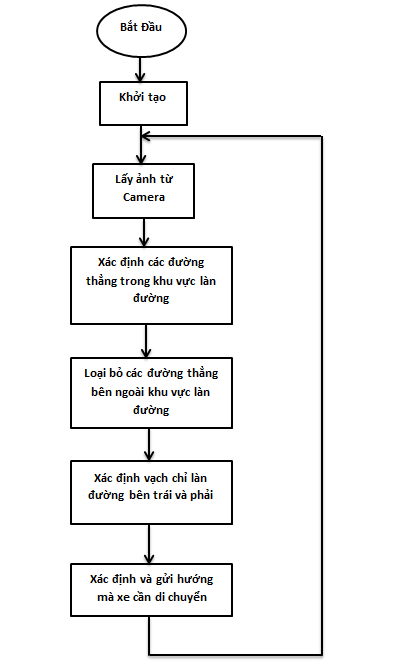 Bắt Đầu
Khởi tạo
Lấy ảnh từ
Camera
Xác định các đường
thẳng trong khu vực làn
đường
Loại bỏ các đường thẳng
bên ngoài khu vực làn
đường
Xác định vạch chỉ làn
đường bên trái và phải
Xác định và gửi hướng
mà xe cần di chuyển